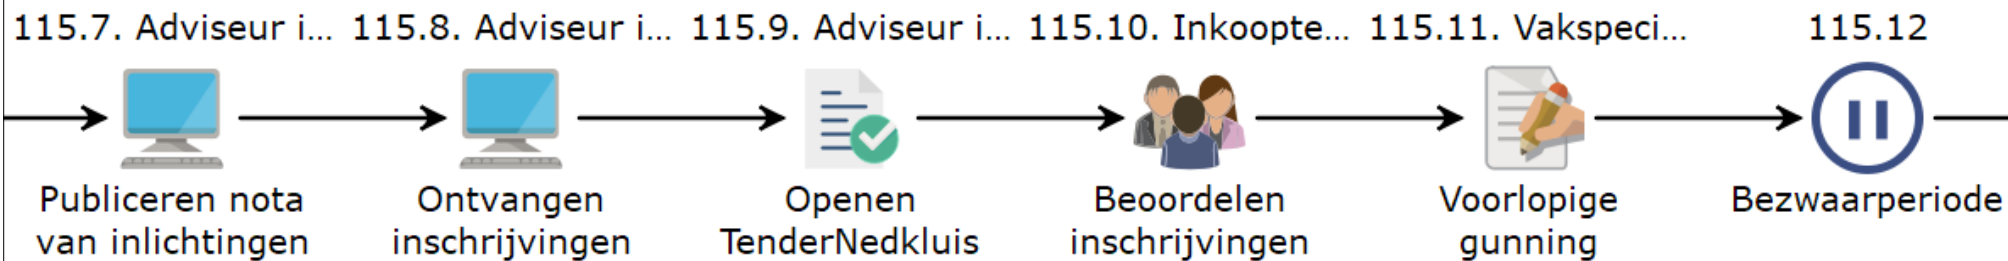 115.7. Adviseur i...
115.8. Adviseur i...
115.9. Adviseur i...
115.10. Inkoopte...
115.11. Vakspeci...
115.12
Publiceren nota
van inlichtingen
Ontvangen
inschrijvingen
Openen
TenderNedkluis
Beoordelen
inschrijvingen
Voorlopige
gunning
Bezwaarperiode